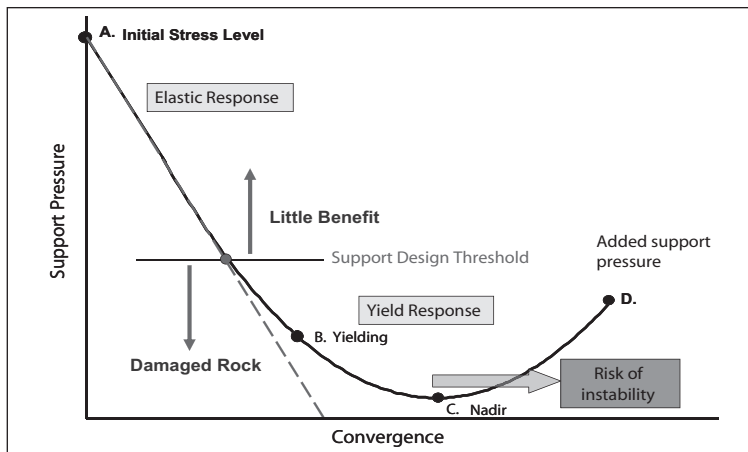 A. Initial Stress Level
Elastic Response
Support Pressure
Little Benefit
Added support
pressure
Support Design Threshold
D.
Yield Response
B. Yielding
Damaged Rock
Risk of
instability
C. Nadir
Convergence